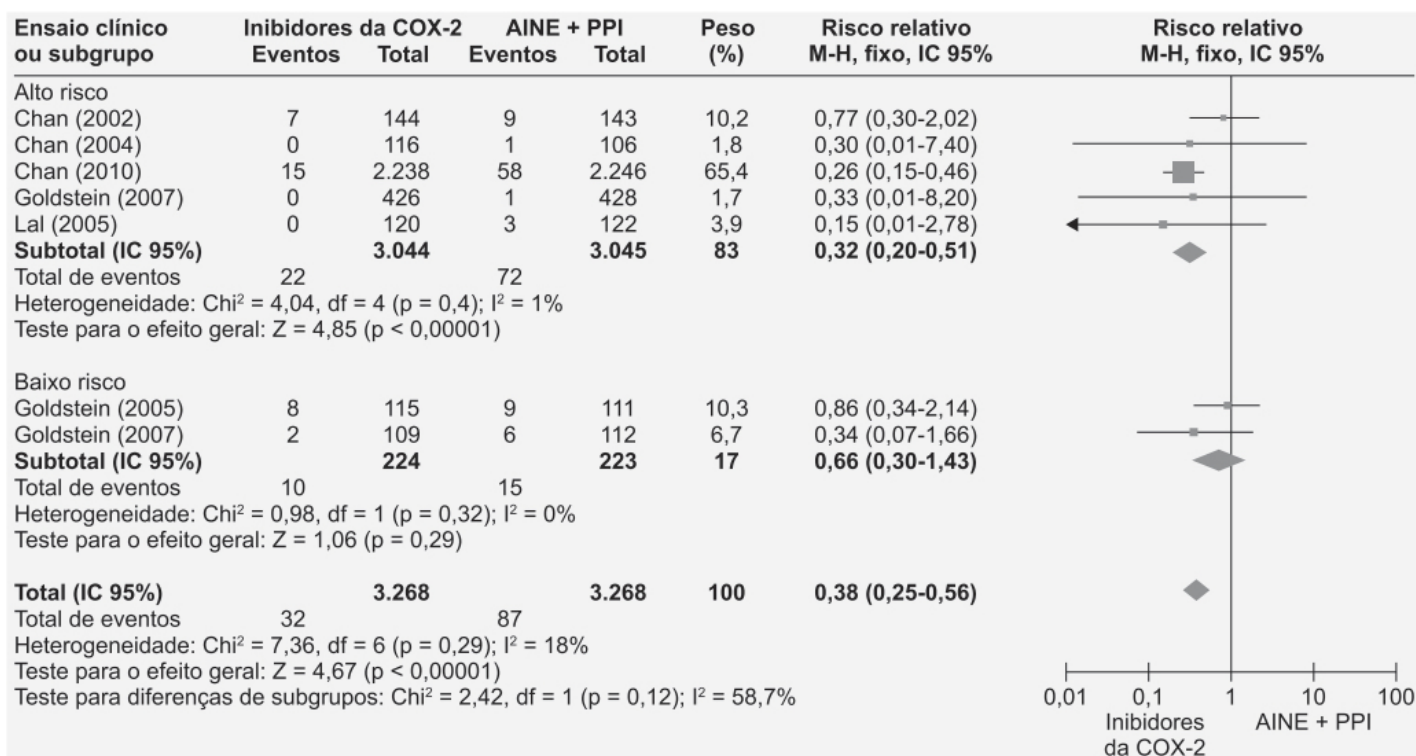 Ensaio clínico ou subgrupo Inibidores da COX-2 AINE + PPI Peso (%) Risco relativo M-H, fixo, IC 95% Risco relativo M-H, fixo, IC 95%
Eventos Total Eventos Total
Alto risco
Chan (2002) 7 144 9 143 10,2 0,77 (0,30-2,02)
Chan (2004) 0 116 1 106 1,8 0,30 (0,01-7,40)
Chan (2010) 15 2.238 58 2.246 65,4 0,26 (0,15-0,46)
Goldstein (2007) 0 426 1 428 1,7 0,33 (0,01-8,20)
Lal (2005) 0 120 3 122 3,9 0,15 (0,01-2,78)
Subtotal (IC 95%) 3.044 3.045 83 0,32 (0,20-0,51)
Total de eventos 22 72
Heterogeneidade: Chi² = 4,04, df = 4 (p = 0,4); I² = 1%
Teste para o efeito geral: Z = 4,85 (p < 0,00001)
Baixo risco
Goldstein (2005) 8 115 9 111 10,3 0,86 (0,34-2,14)
Goldstein (2007) 2 109 6 112 6,7 0,34 (0,07-1,66)
Subtotal (IC 95%) 224 223 17 0,66 (0,30-1,43)
Total de eventos 10 15
Heterogeneidade: Chi² = 0,98, df = 1 (p = 0,32); I² = 0%
Teste para o efeito geral: Z = 1,06 (p = 0,29)
Total (IC 95%) 3.268 3.268 100 0,38 (0,25-0,56)
Total de eventos 32 87
Heterogeneidade: Chi² = 7,36, df = 6 (p = 0,29); I² = 18%
Teste para o efeito geral: Z = 4,67 (p < 0,00001)
Teste para diferenças de subgrupos: Chi² = 2,42, df = 1 (p = 0,12); I² = 58,7%
0,01 0,1 1 10 100
Inibidores AINE + PPI
da COX-2